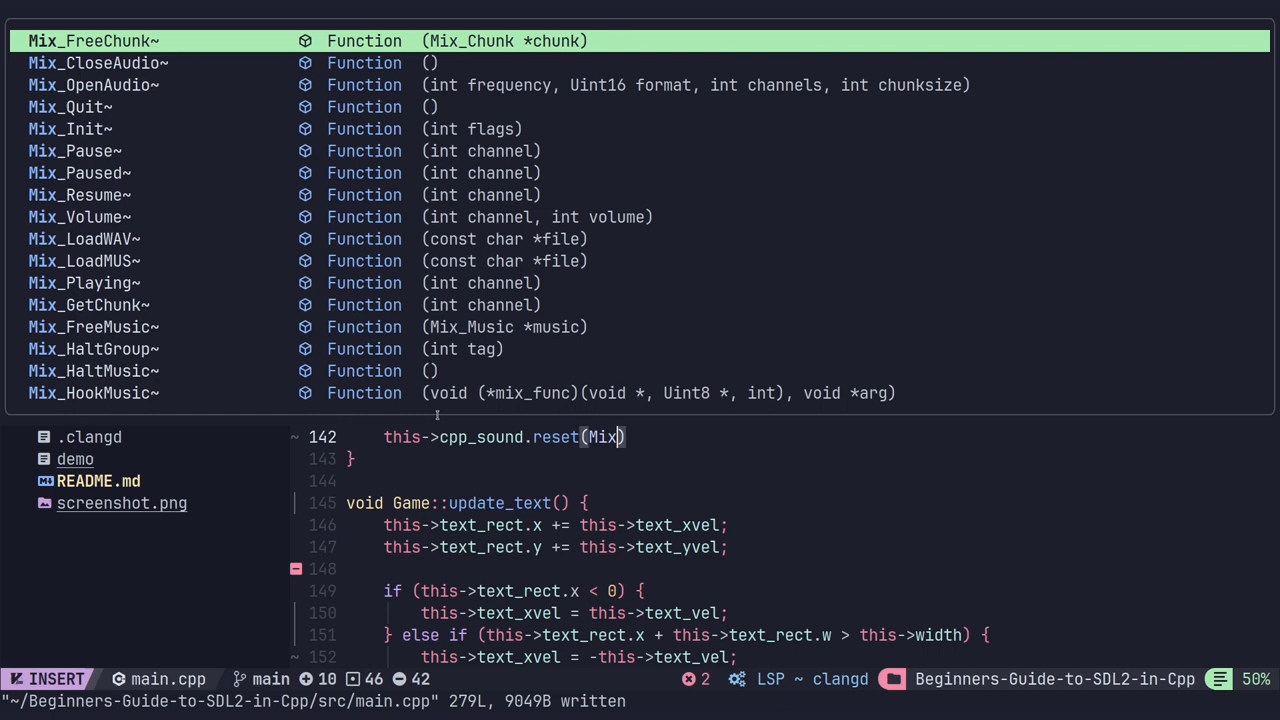 Mix_FreeChunk~ Function (Mix_Chunk *chunk)
Mix_CloseAudio~ Function ()
Mix_OpenAudio~ Function (int frequency, Uint16 format, int channels, int chunksize)
Mix_Quit~ Function ()
Mix_Init~ Function (int flags)
Mix_Pause~ Function (int channel)
Mix_Paused~ Function (int channel)
Mix_Resume~ Function (int channel)
Mix_Volume~ Function (int channel, int volume)
Mix_LoadWAV~ Function (const char *file)
Mix_LoadMUS~ Function (const char *file)
Mix_Playing~ Function (int channel)
Mix_GetChunk~ Function (int channel)
Mix_FreeMusic~ Function (Mix_Music *music)
Mix_HaltGroup~ Function (int tag)
Mix_HaltMusic~ Function ()
Mix_HookMusic~ Function (void (*mix_func)(void *, Uint8 *, int), void *arg)
.clangd ~ 142 this->cpp_sound.reset(Mix)
demo 143 }
README.md 144
screenshot.png 145 void Game::update_text() {
146 this->text_rect.x += this->text_xvel;
147 this->text_rect.y += this->text_yvel;
148
149 if (this->text_rect.x < 0) {
150 this->text_xvel = this->text_vel;
151 } else if (this->text_rect.x + this->text_rect.w > this->width) {
~ 152 this->text_xvel = -this->text_vel;
INSERT main.cpp main 10 46 42 2 LSP ~ clangd Beginners-Guide-to-SDL2-in-Cpp 50%
"~/Beginners-Guide-to-SDL2-in-Cpp/src/main.cpp" 279L, 9049B written